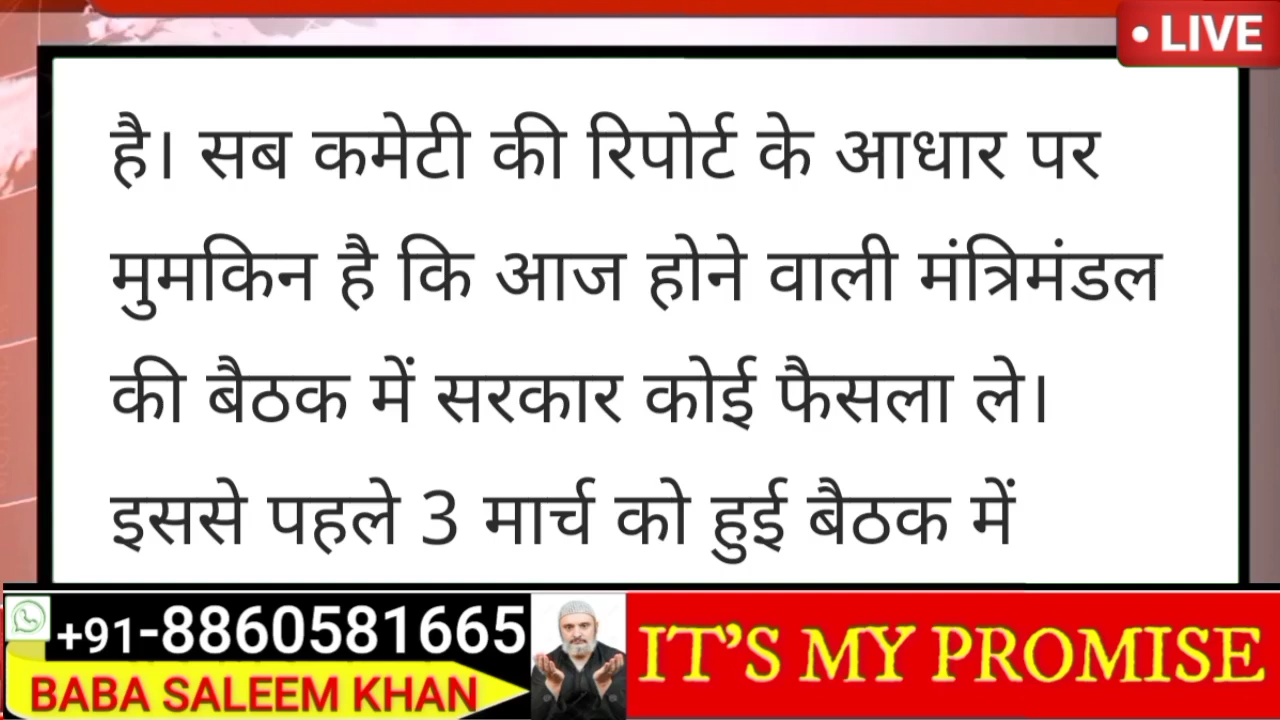 • LIVE
है। सब कमेटी की रिपोर्ट के आधार पर
मुमकिन है कि आज होने वाली मंत्रिमंडल
की बैठक में सरकार कोई फैसला ले।
इससे पहले 3 मार्च को हुई बैठक में
+91-8860581665
BABA SALEEM KHAN
IT’S MY PROMISE